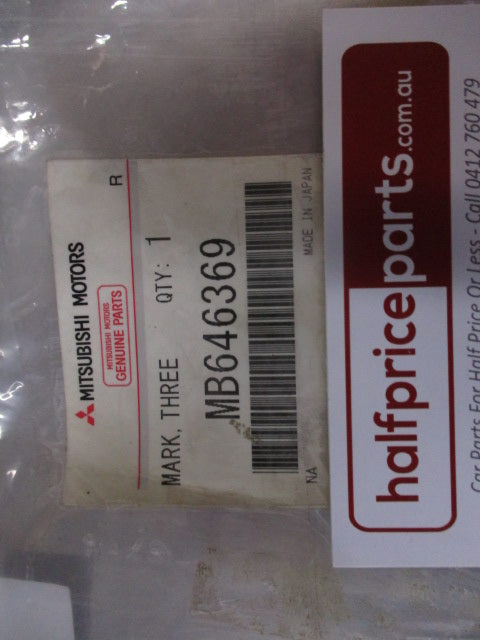 MITSUBISHI MOTORS
R
MITSUBISHI MOTORS
GENUINE PARTS
MARK, THREE QTY: 1
MB646369
NA
MADE IN JAPAN
halfpriceparts.com.au
Car Parts For Half Price Or Less - Call 0412 760 479